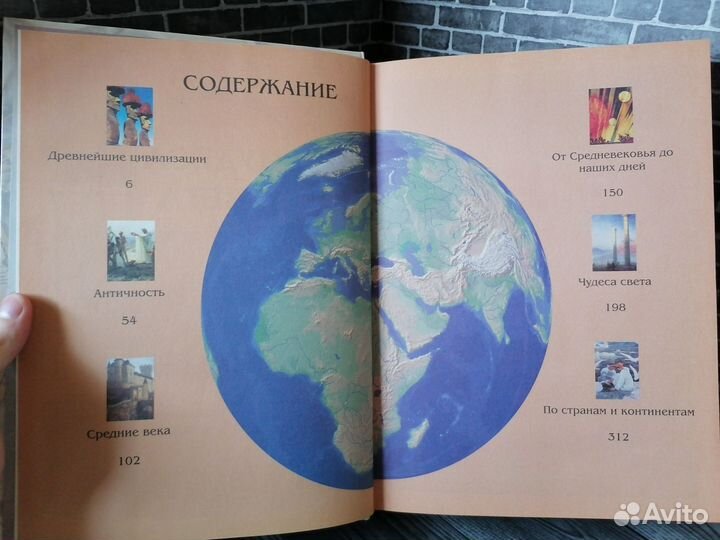 СОДЕРЖАНИЕ
Древнейшие цивилизации
6
Античность
54
Средние века
102
От Средневековья до
наших дней
150
Чудеса света
198
По странам и континентам
312
Avito